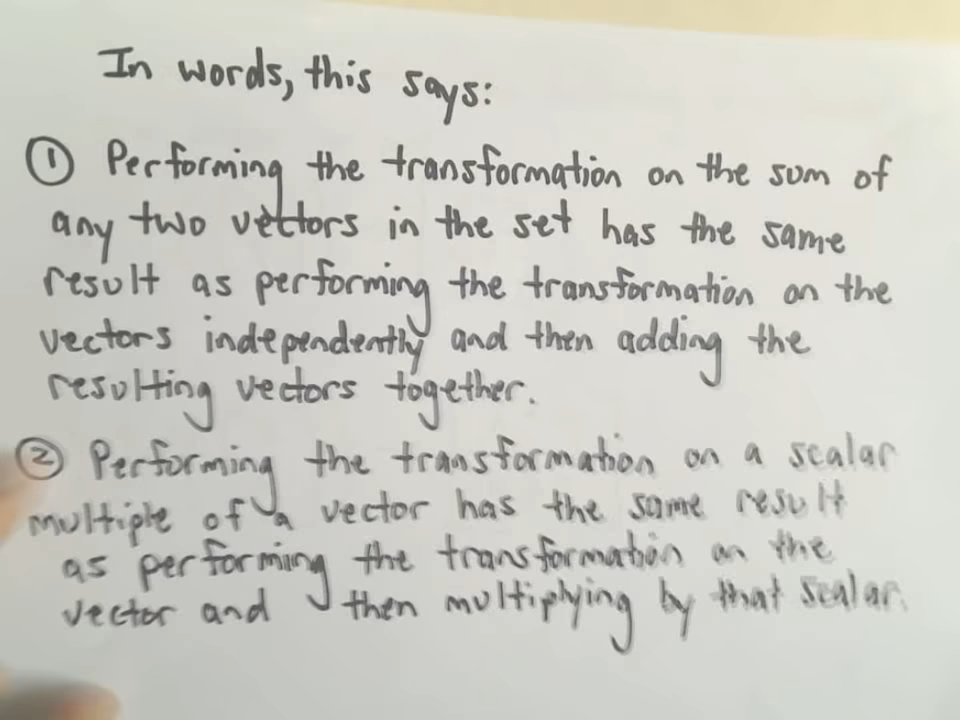 In words, this says:
① Performing the transformation on the sum of
any two vectors in the set has the same
result as performing the transformation on the
vectors independently and then adding the
resulting vectors together.
② Performing the transformation on a scalar
multiple of a vector has the same result
as performing the transformation on the
vector and then multiplying by that scalar.